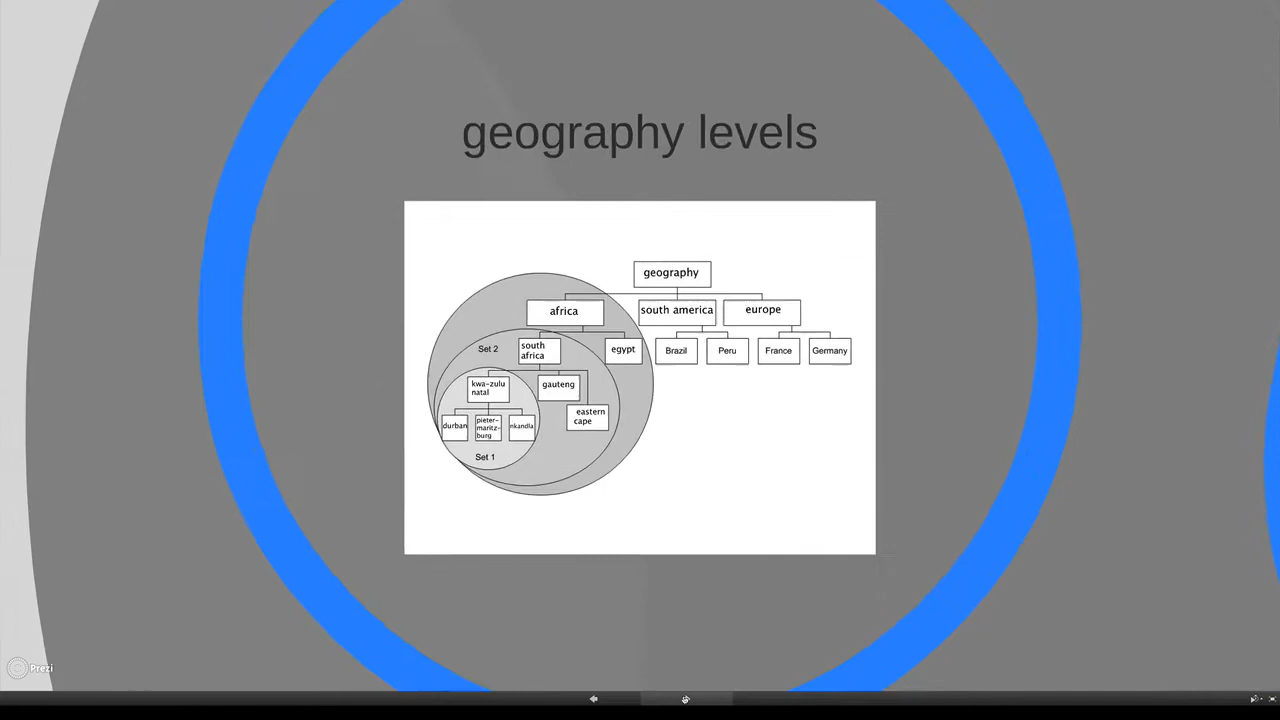 geography levels
geography
africa
south america
europe
Set 2
south
africa
egypt
Brazil
Peru
France
Germany
kwa-zulu
natal
gauteng
eastern
cape
durban
pieter-
maritz-
burg
nkandla
Set 1
Prezi